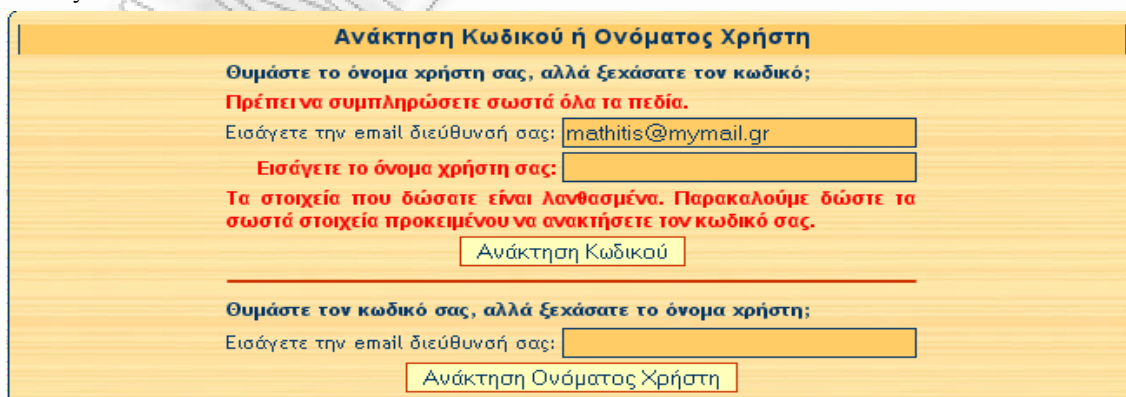 Ανάκτηση Κωδικού ή Ονόματος Χρήστη
Θυμάστε το όνομα χρήστη σας, αλλά ξεχάσατε τον κωδικό;
Πρέπει να συμπληρώσετε σωστά όλα τα πεδία.
Εισάγετε την email διεύθυνσή σας: mathitis@mymail.gr
Εισάγετε το όνομα χρήστη σας:
Τα στοιχεία που δώσατε είναι λανθασμένα. Παρακαλούμε δώστε τα
σωστά στοιχεία προκειμένου να ανακτήσετε τον κωδικό σας.
Ανάκτηση Κωδικού
Θυμάστε τον κωδικό σας, αλλά ξεχάσατε το όνομα χρήστη;
Εισάγετε την email διεύθυνσή σας:
Ανάκτηση Ονόματος Χρήστη